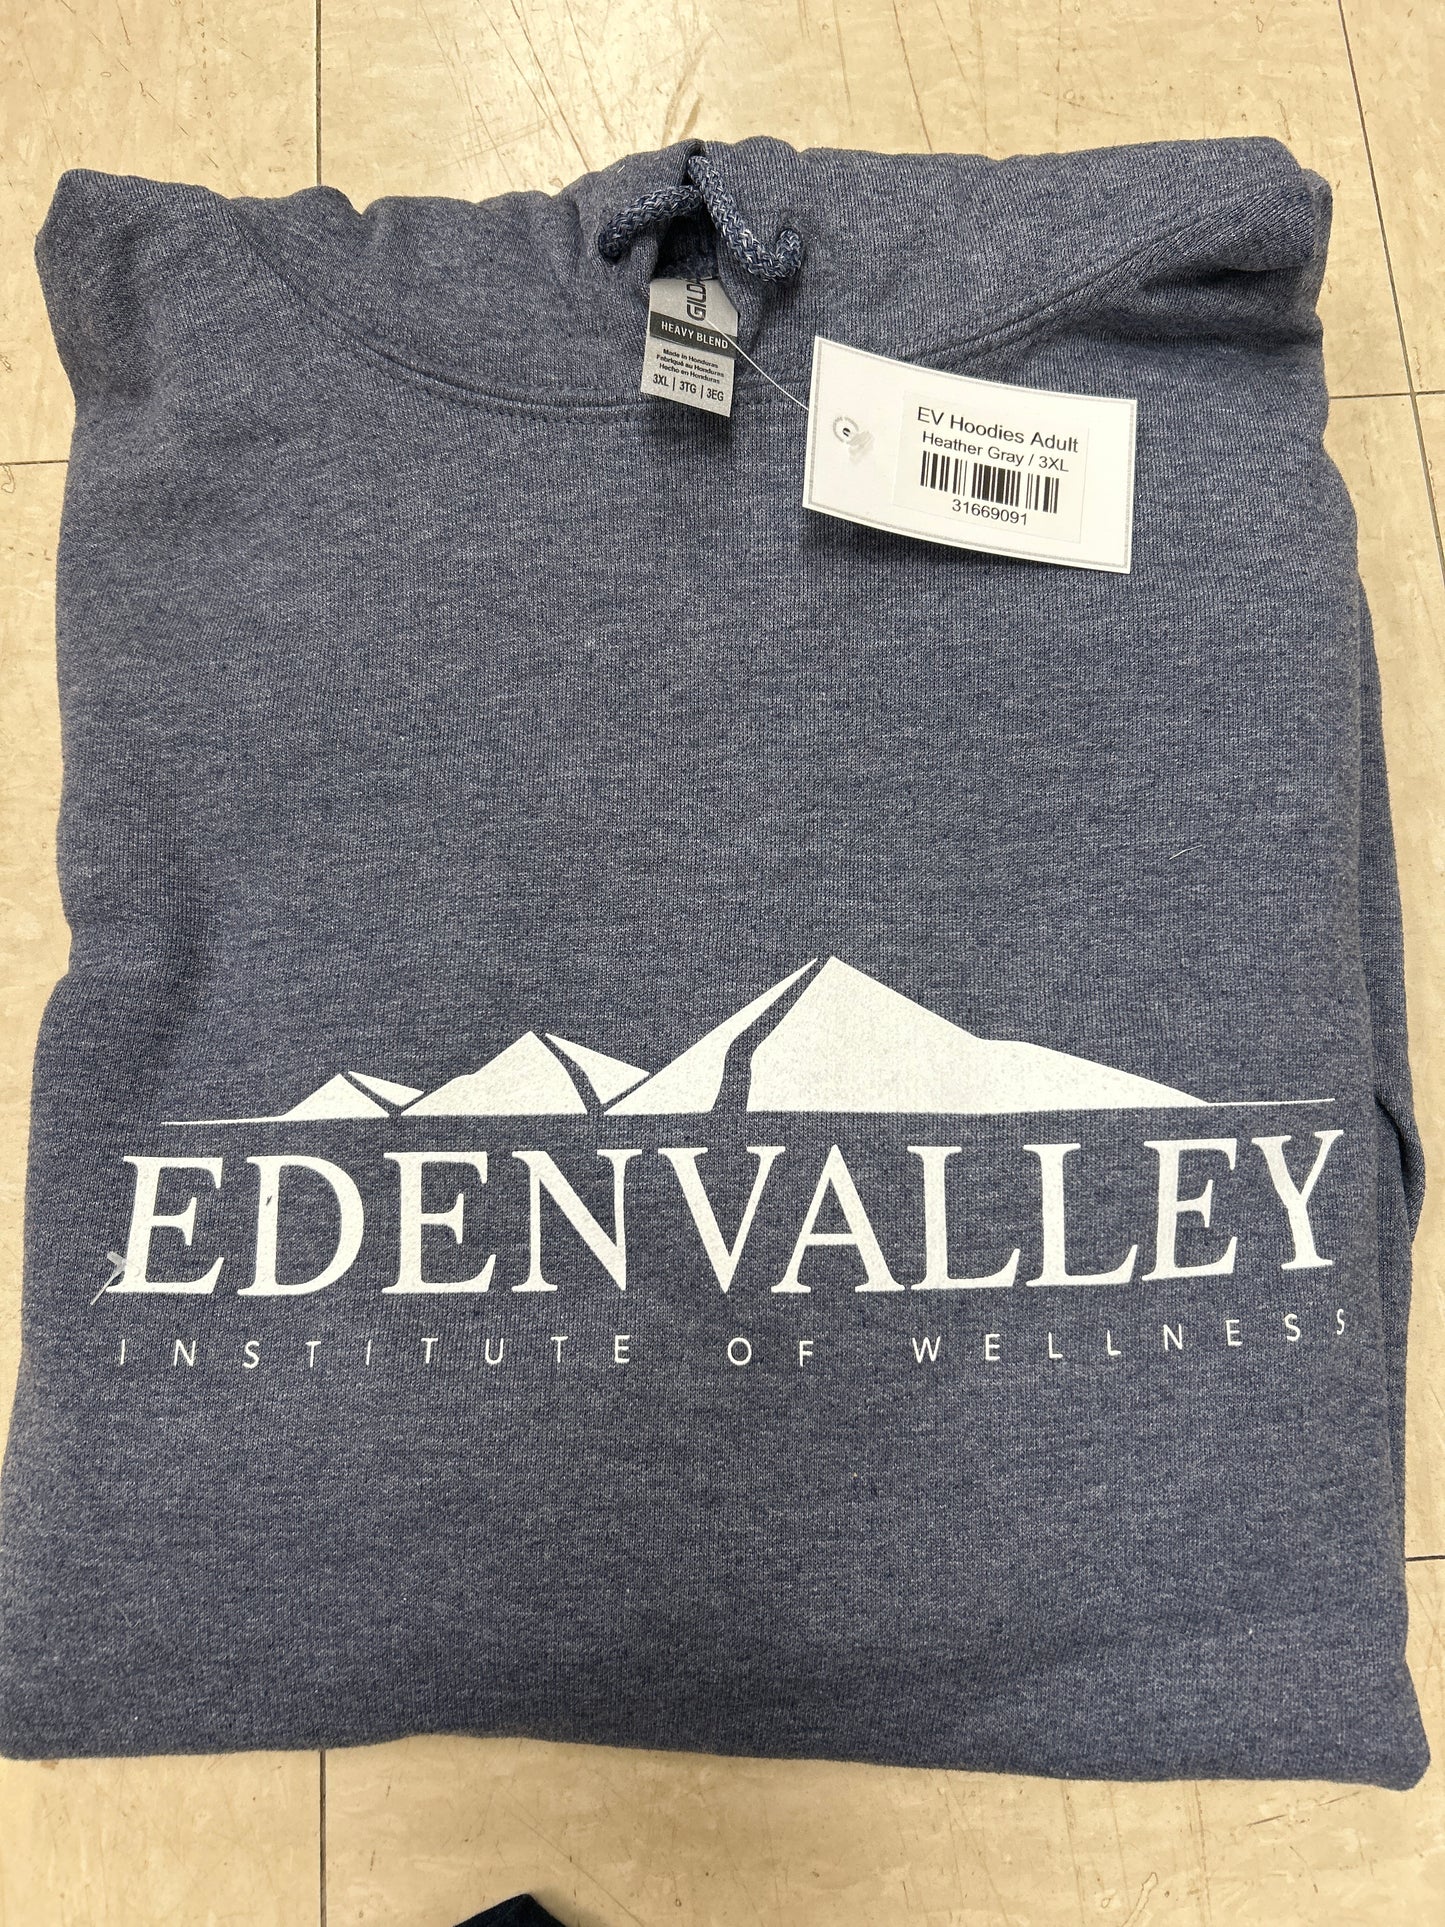 HEAVY BLEND
Made in Honduras
Fabriqué au Honduras
Hecho en Honduras
3XL | 3TG | 3EG
EV Hoodies Adult
Heather Gray / 3XL
31669091
EDENVALLEY
INSTITUTE OF WELLNESS